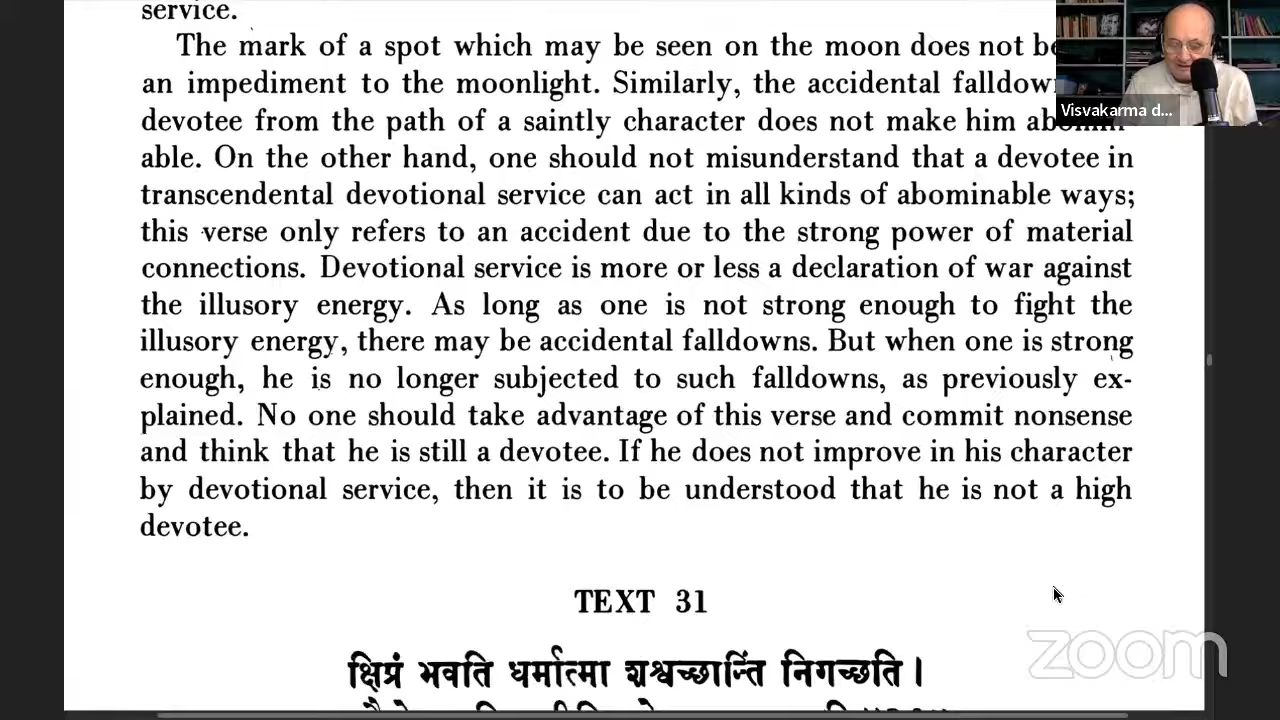 service.
The mark of a spot which may be seen on the moon does not be
an impediment to the moonlight. Similarly, the accidental falldown
devotee from the path of a saintly character does not make him abomin-
able. On the other hand, one should not misunderstand that a devotee in
transcendental devotional service can act in all kinds of abominable ways;
this verse only refers to an accident due to the strong power of material
connections. Devotional service is more or less a declaration of war against
the illusory energy. As long as one is not strong enough to fight the
illusory energy, there may be accidental falldowns. But when one is strong
enough, he is no longer subjected to such falldowns, as previously ex-
plained. No one should take advantage of this verse and commit nonsense
and think that he is still a devotee. If he does not improve in his character
by devotional service, then it is to be understood that he is not a high
devotee.
TEXT 31
क्षिप्रं भवति धर्मात्मा शश्वच्छान्तिं निगच्छति।
Visvakarma d...
zoom